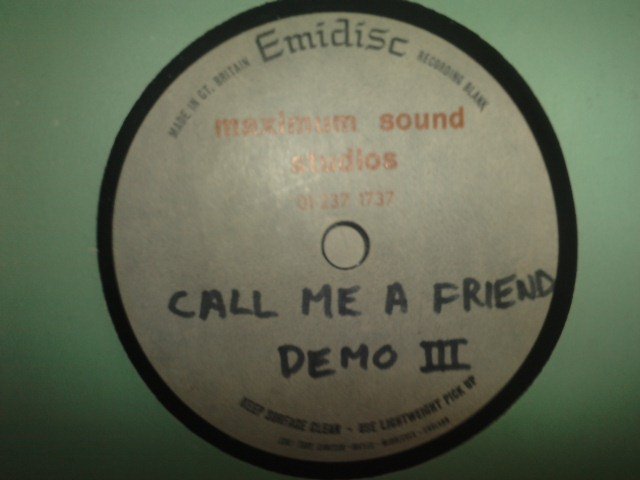 Emidisc
MADE IN GT. BRITAIN
RECORDING BLANK
maximum sound
studios
01 237 1737
CALL ME A FRIEND
DEMO III
KEEP SURFACE CLEAN - USE LIGHTWEIGHT PICK UP